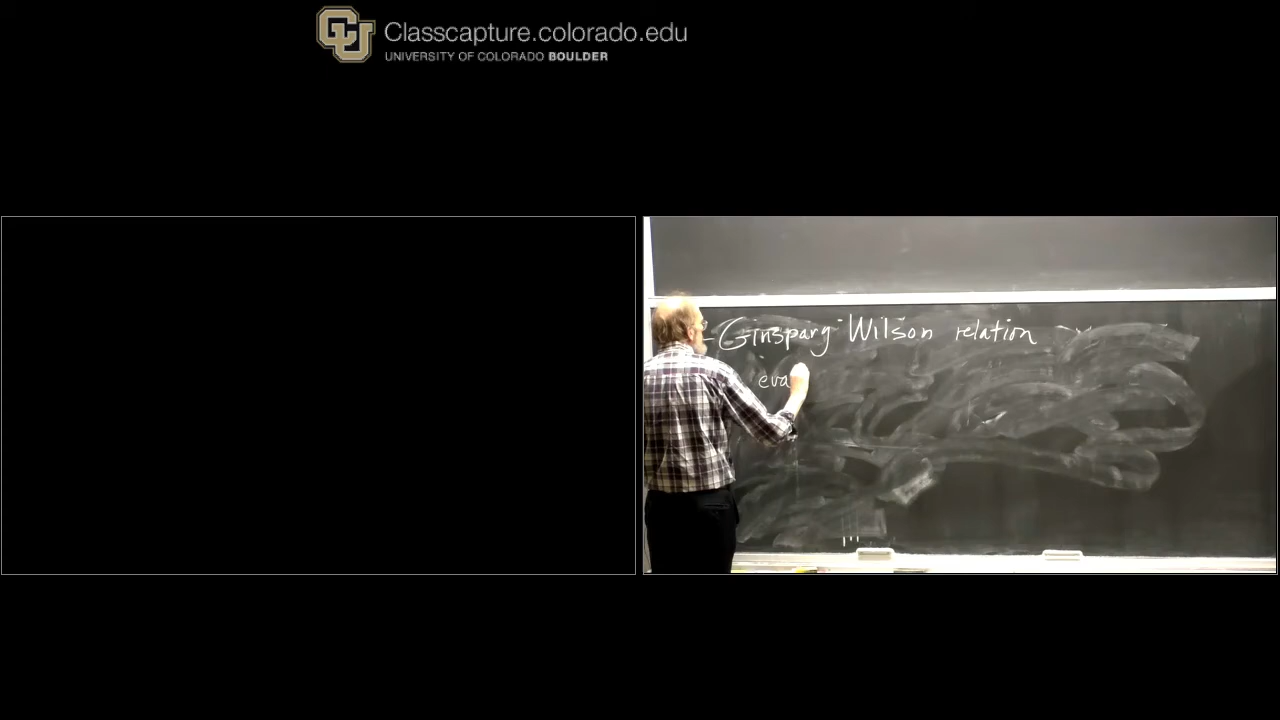 Classcapture.colorado.edu
UNIVERSITY OF COLORADO BOULDER
Ginsparg Wilson relation
eva